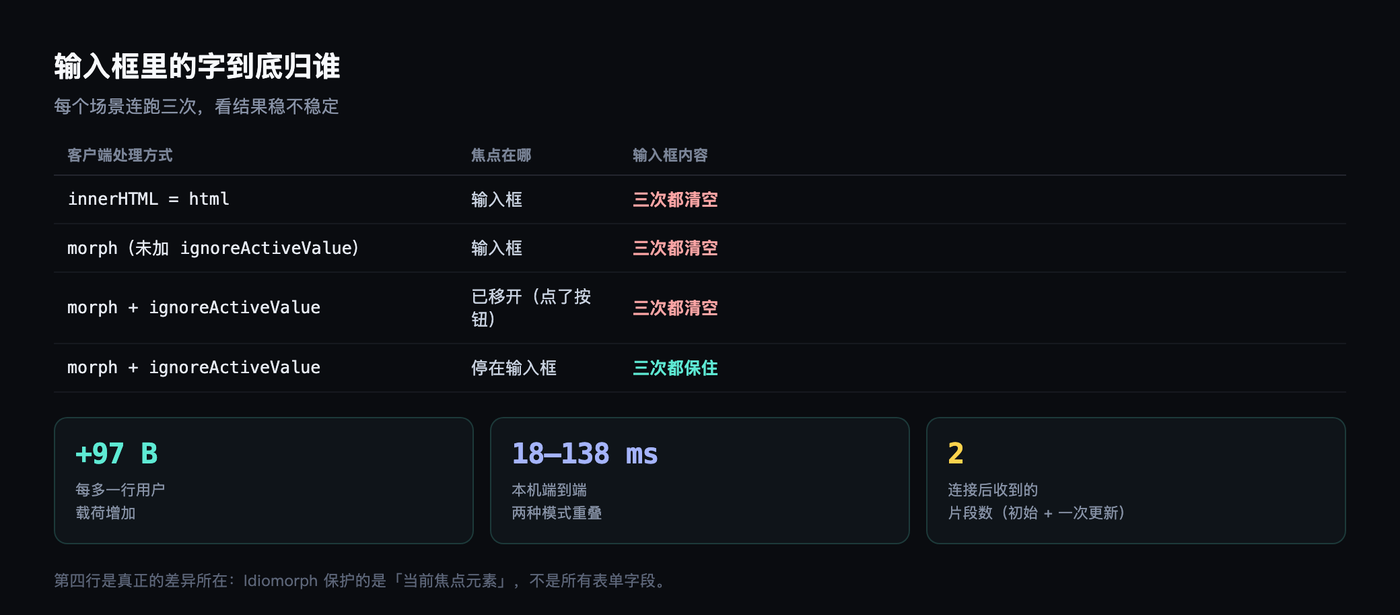 输入框里的字到底归谁
每个场景连跑三次，看结果稳不稳定
客户端处理方式 焦点在哪 输入框内容
innerHTML = html 输入框 三次都清空
morph（未加 ignoreActiveValue） 输入框 三次都清空
morph + ignoreActiveValue 已移开（点了按钮） 三次都清空
morph + ignoreActiveValue 停在输入框 三次都保住
+97 B
每多一行用户
载荷增加
18–138 ms
本机端到端
两种模式重叠
2
连接后收到的
片段数（初始 + 一次更新）
第四行是真正的差异所在：Idiomorph 保护的是「当前焦点元素」，不是所有表单字段。